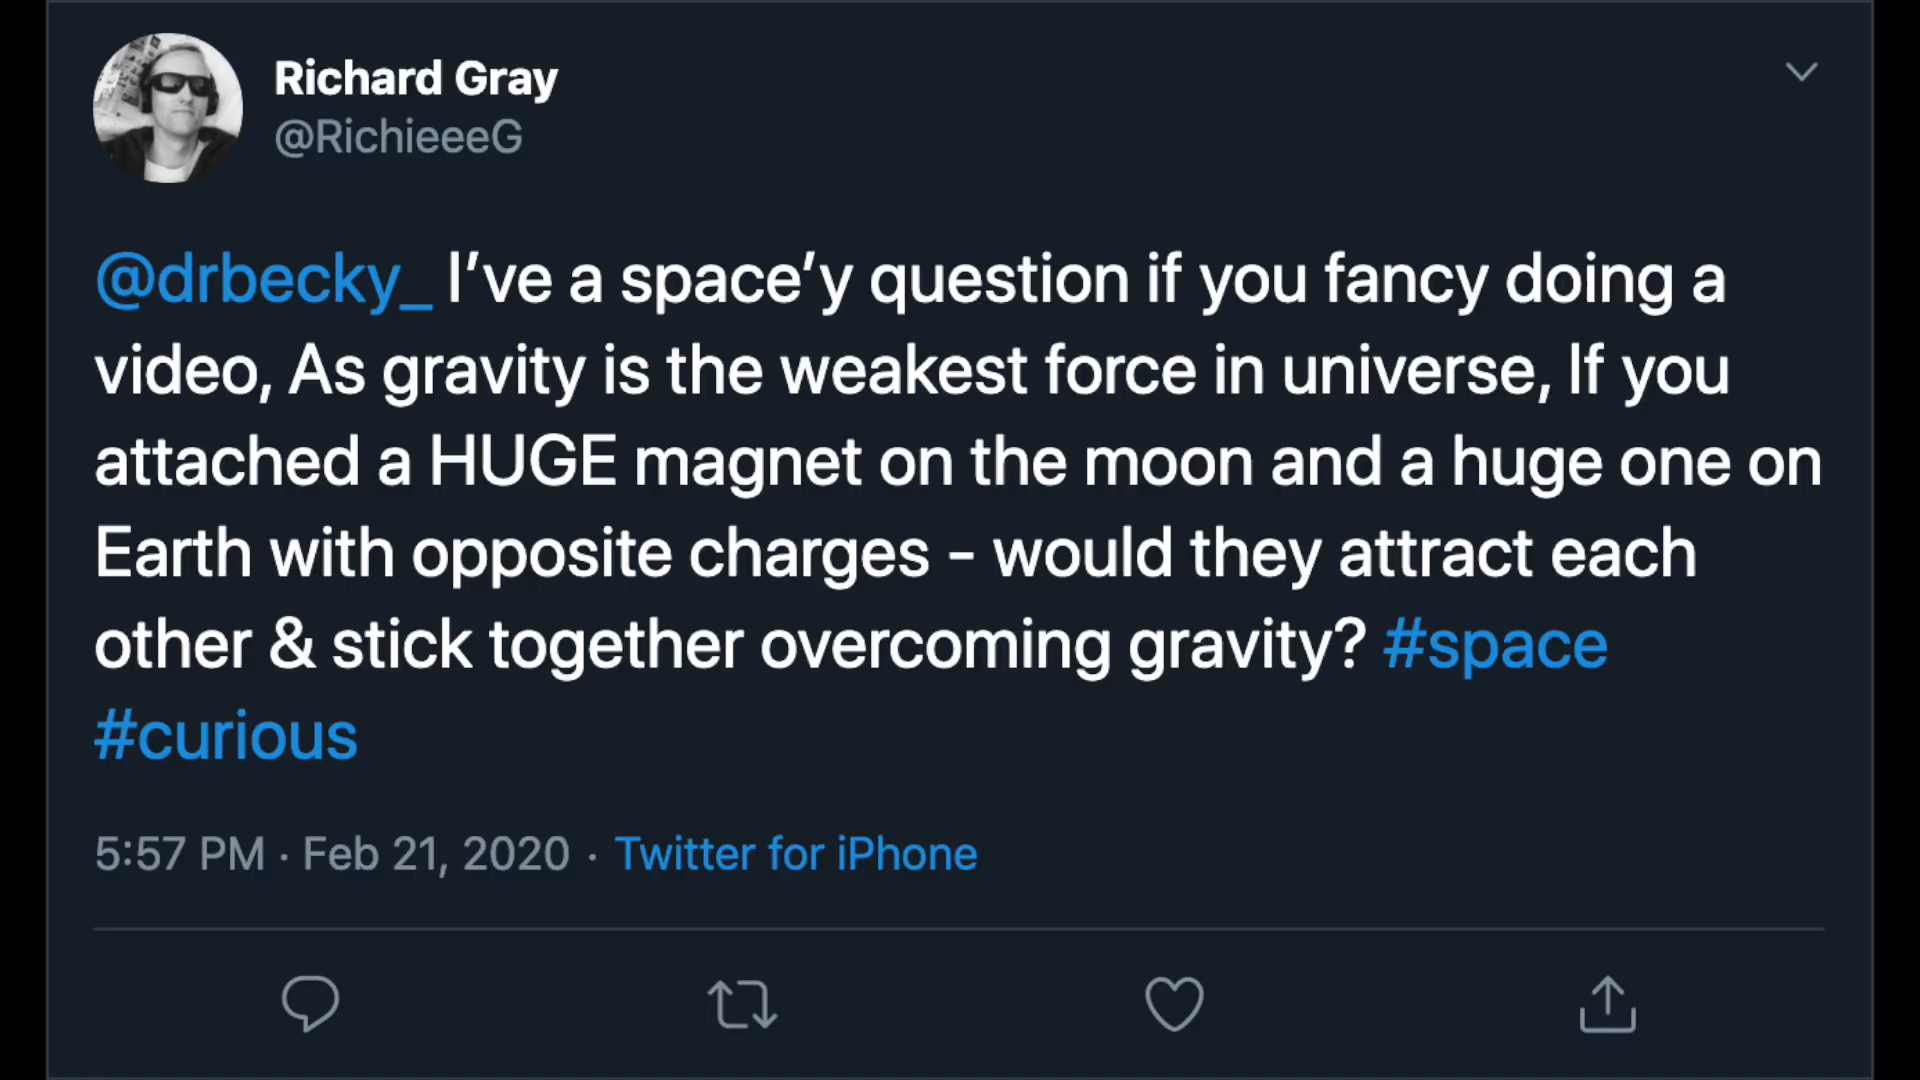 Richard Gray
@RichieeeG
@drbecky_ I’ve a space’y question if you fancy doing a
video, As gravity is the weakest force in universe, If you
attached a HUGE magnet on the moon and a huge one on
Earth with opposite charges - would they attract each
other & stick together overcoming gravity? #space
#curious
5:57 PM · Feb 21, 2020 · Twitter for iPhone